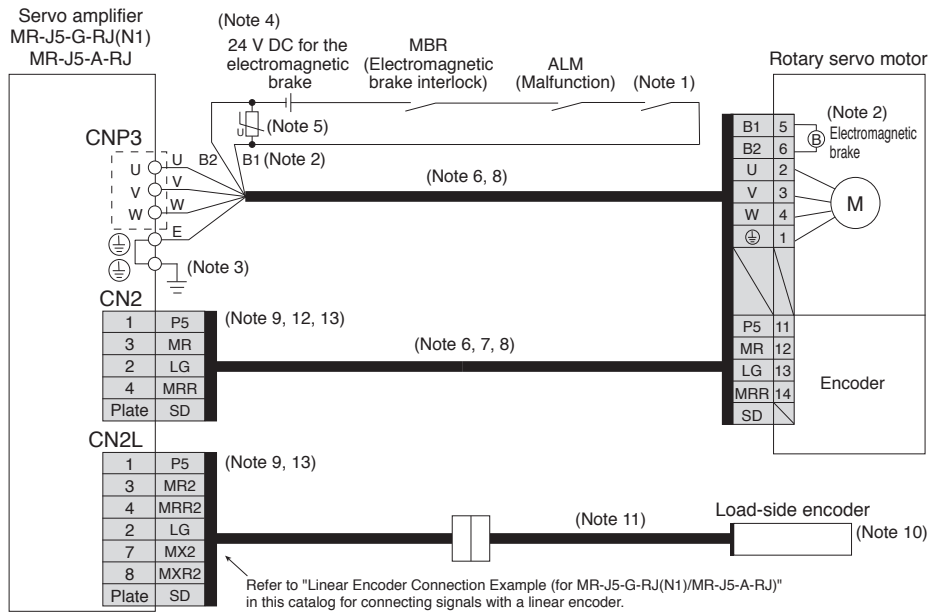 Servo amplifier
MR-J5-G-RJ(N1)
MR-J5-A-RJ
(Note 4)
24 V DC for the
electromagnetic
brake
MBR
(Electromagnetic
brake interlock)
ALM
(Malfunction)
(Note 1)
Rotary servo motor
U
(Note 5)
CNP3
U
V
W
U
V
W
E
B2
B1 (Note 2)
(Note 3)
(Note 6, 8)
B1 5
B2 6
U 2
V 3
W 4
1
(Note 2)
B
Electromagnetic
brake
M
CN2
1 P5
3 MR
2 LG
4 MRR
Plate SD
(Note 9, 12, 13)
(Note 6, 7, 8)
P5 11
MR 12
LG 13
MRR 14
SD
Encoder
CN2L
1 P5
3 MR2
4 MRR2
2 LG
7 MX2
8 MXR2
Plate SD
(Note 9, 13)
(Note 11)
Load-side encoder
(Note 10)
Refer to "Linear Encoder Connection Example (for MR-J5-G-RJ(N1)/MR-J5-A-RJ)"
in this catalog for connecting signals with a linear encoder.